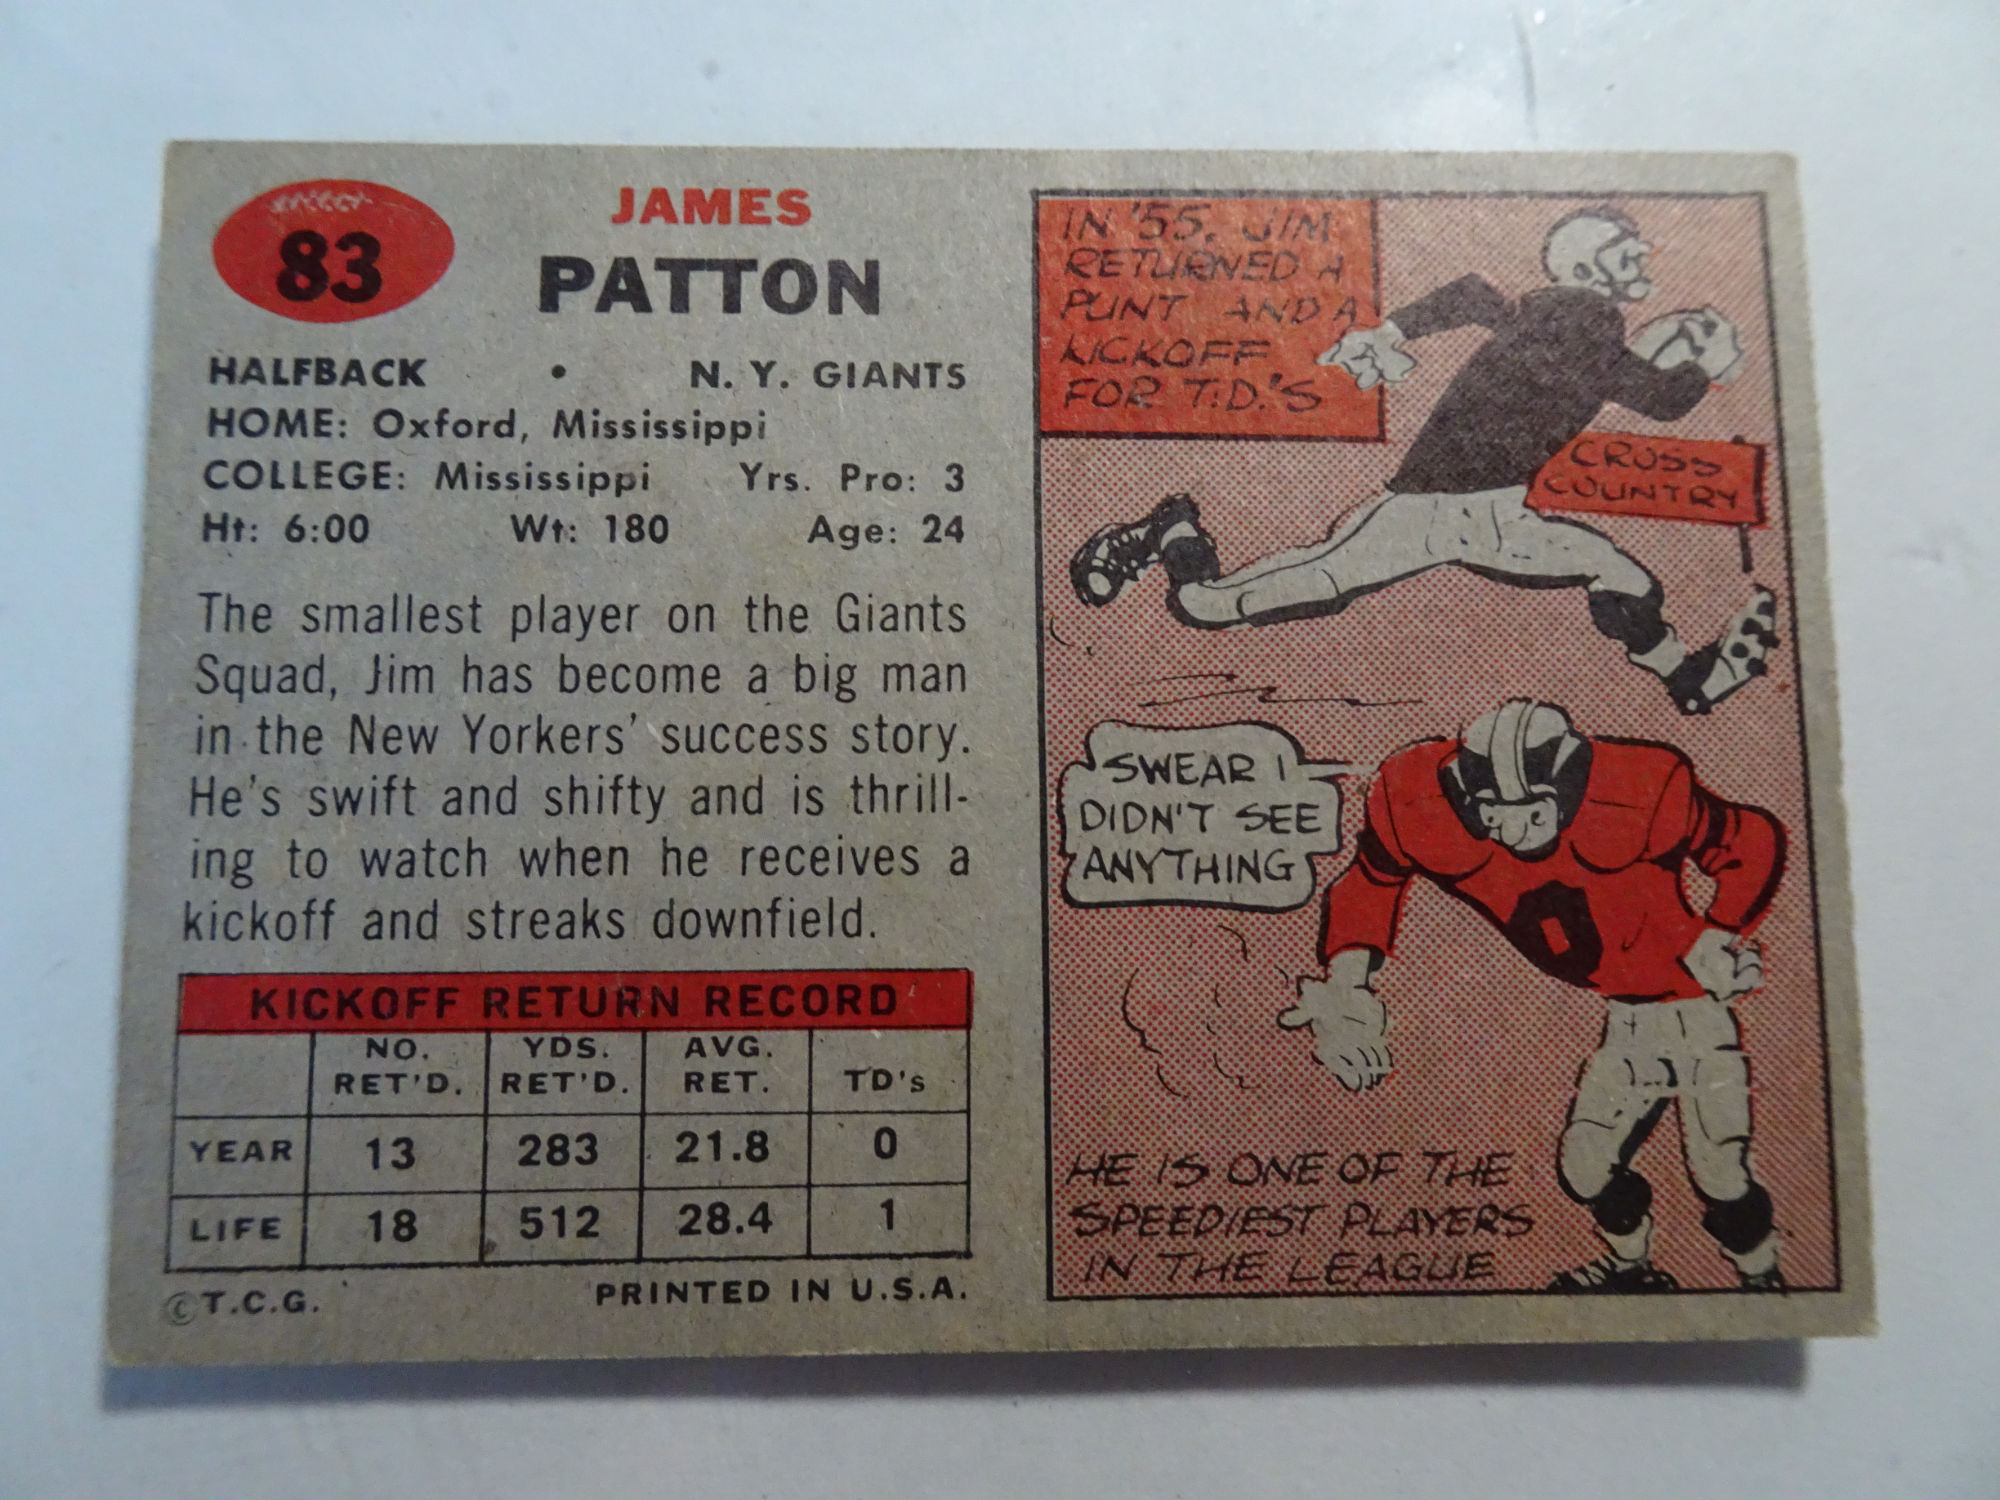 83
JAMES
PATTON
HALFBACK • N. Y. GIANTS
HOME: Oxford, Mississippi
COLLEGE: Mississippi Yrs. Pro: 3
Ht: 6:00 Wt: 180 Age: 24
The smallest player on the Giants
Squad, Jim has become a big man
in the New Yorkers' success story.
He's swift and shifty and is thrill-
ing to watch when he receives a
kickoff and streaks downfield.
KICKOFF RETURN RECORD
NO. RET'D. YDS. RET'D. AVG. RET. TD's
YEAR 13 283 21.8 0
LIFE 18 512 28.4 1
© T.C.G. PRINTED IN U.S.A.
IN '55, JIM
RETURNED A
PUNT AND A
KICKOFF
FOR T.D.'S
CROSS
COUNTRY
SWEAR I
DIDN'T SEE
ANYTHING
0
HE IS ONE OF THE
SPEEDIEST PLAYERS
IN THE LEAGUE